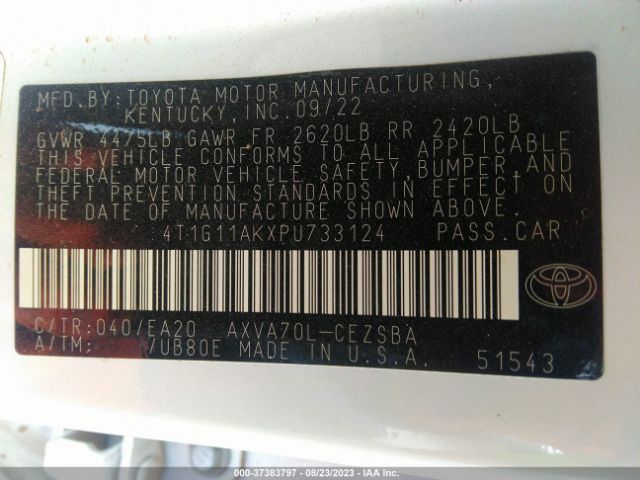 MFD.BY:TOYOTA MOTOR MANUFACTURING,
KENTUCKY,INC.09/22
GVWR 4475LB GAWR FR 2620LB RR 2420LB
THIS VEHICLE CONFORMS TO ALL APPLICABLE
FEDERAL MOTOR VEHICLE SAFETY,BUMPER,AND
THEFT PREVENTION STANDARDS IN EFFECT ON
THE DATE OF MANUFACTURE SHOWN ABOVE.
4T1G11AKXPU733124 PASS.CAR
C/TR:040/EA20 AXVA70L-CEZSBA
A/TM: /UB80E MADE IN U.S.A. 51543
COPART ID: 37383797 - 08/23/2023 - IAA Inc.